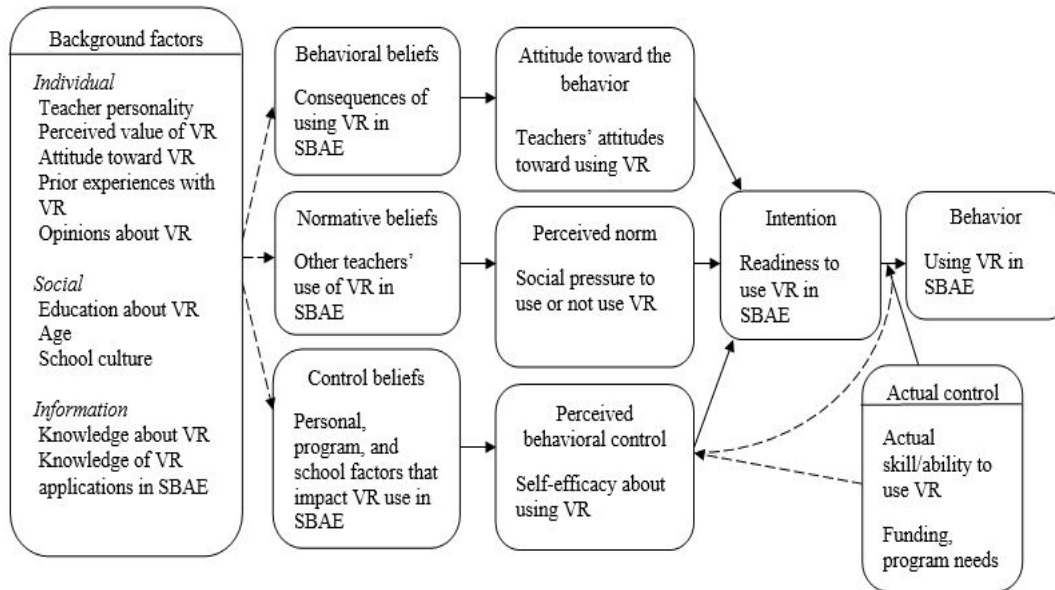 Background factors
Individual
Teacher personality
Perceived value of VR
Attitude toward VR
Prior experiences with
VR
Opinions about VR
Social
Education about VR
Age
School culture
Information
Knowledge about VR
Knowledge of VR
applications in SBAE
Behavioral beliefs
Consequences of
using VR in
SBAE
Normative beliefs
Other teachers’
use of VR in
SBAE
Control beliefs
Personal,
program, and
school factors that
impact VR use in
SBAE
Attitude toward the
behavior
Teachers’ attitudes
toward using VR
Perceived norm
Social pressure to
use or not use VR
Perceived
behavioral control
Self-efficacy about
using VR
Intention
Readiness to
use VR in
SBAE
Behavior
Using VR in
SBAE
Actual control
Actual
skill/ability to
use VR
Funding,
program needs